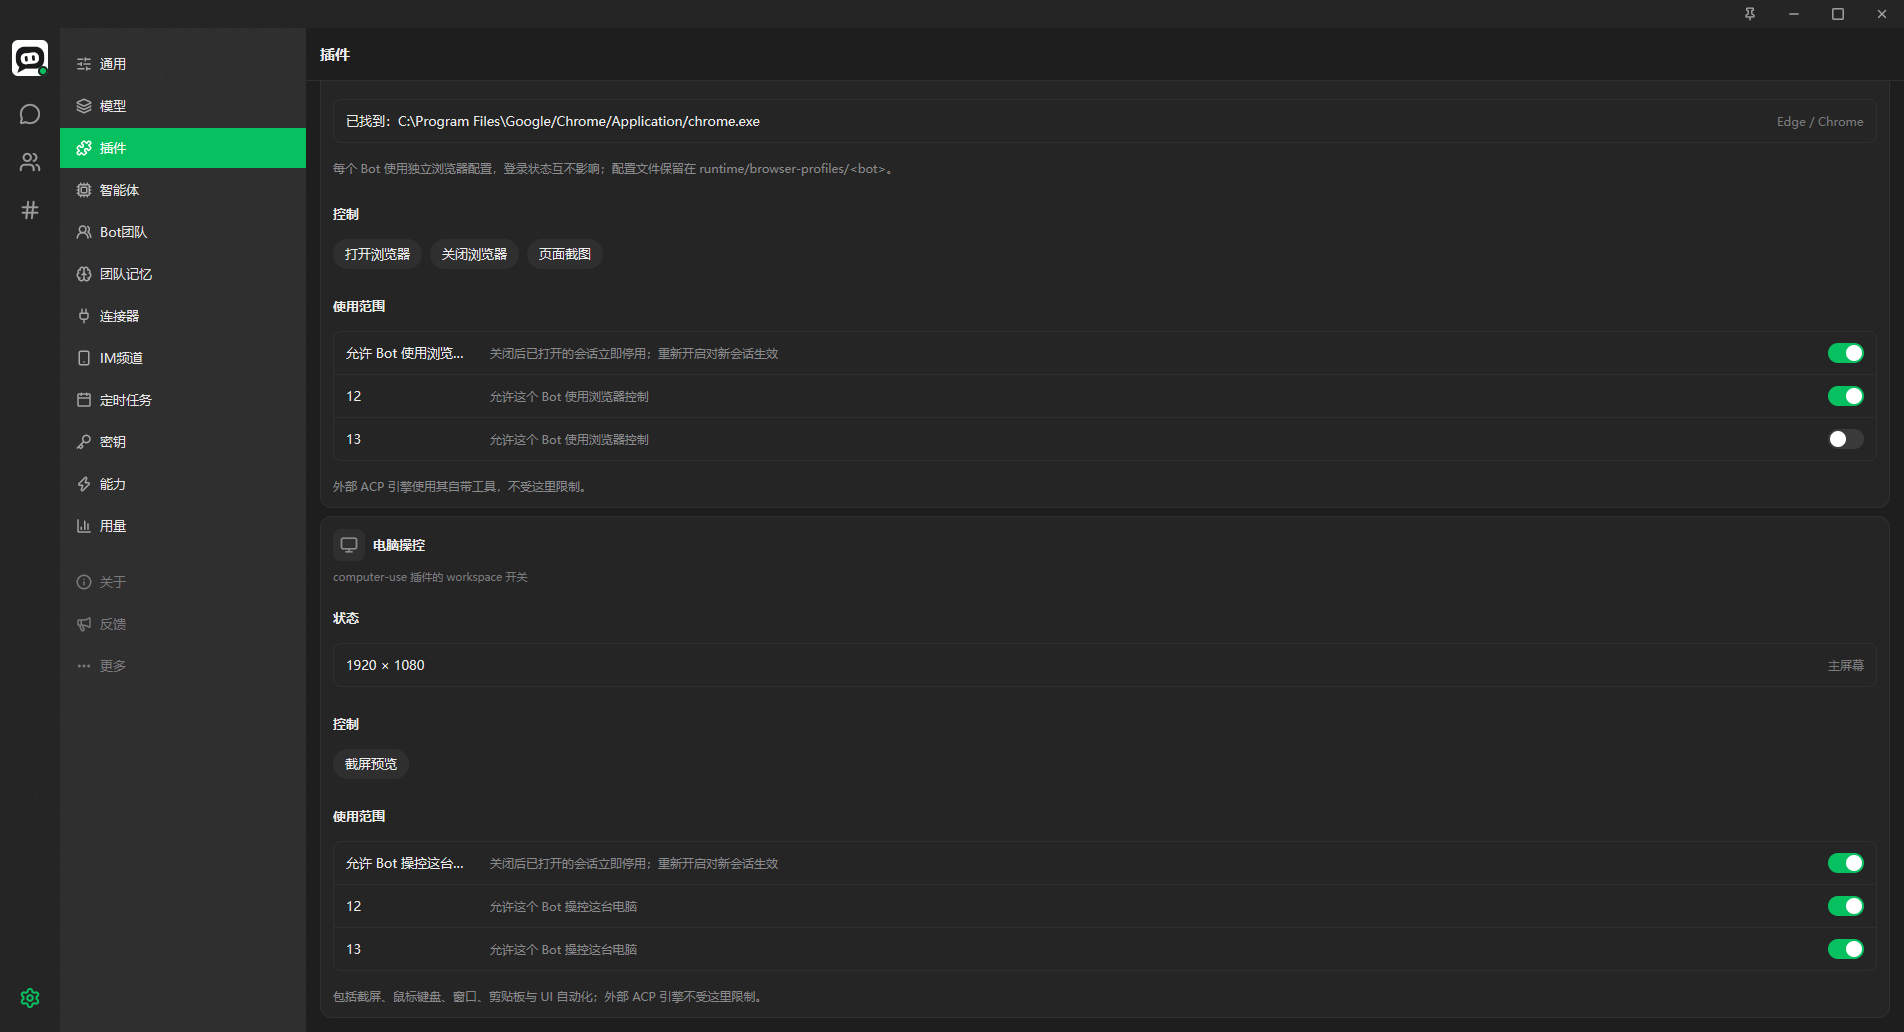 通用
模型
插件
智能体
Bot团队
团队记忆
连接器
IM频道
定时任务
密钥
能力
用量
关于
反馈
更多
插件
已找到：C:\Program Files\Google/Chrome/Application/chrome.exe
Edge / Chrome
每个 Bot 使用独立浏览器配置，登录状态互不影响；配置文件保留在 runtime/browser-profiles/<bot>。
控制
打开浏览器 关闭浏览器 页面截图
使用范围
允许 Bot 使用浏览... 关闭后已打开的会话立即停用；重新开启对新会话生效
12 允许这个 Bot 使用浏览器控制
13 允许这个 Bot 使用浏览器控制
外部 ACP 引擎使用其自带工具，不受这里限制。
电脑操控
computer-use 插件的 workspace 开关
状态
1920 × 1080 主屏幕
控制
截屏预览
使用范围
允许 Bot 操控这台... 关闭后已打开的会话立即停用；重新开启对新会话生效
12 允许这个 Bot 操控这台电脑
13 允许这个 Bot 操控这台电脑
包括截屏、鼠标键盘、窗口、剪贴板与 UI 自动化；外部 ACP 引擎不受这里限制。